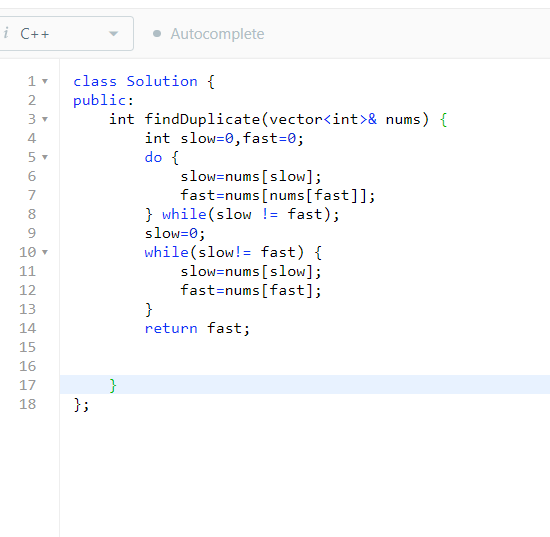 i C++ Autocomplete
1 class Solution {
2 public:
3     int findDuplicate(vector<int>& nums) {
4         int slow=0,fast=0;
5         do {
6             slow=nums[slow];
7             fast=nums[nums[fast]];
8         } while(slow != fast);
9         slow=0;
10         while(slow!= fast) {
11             slow=nums[slow];
12             fast=nums[fast];
13         }
14         return fast;
15
16
17     }
18 };